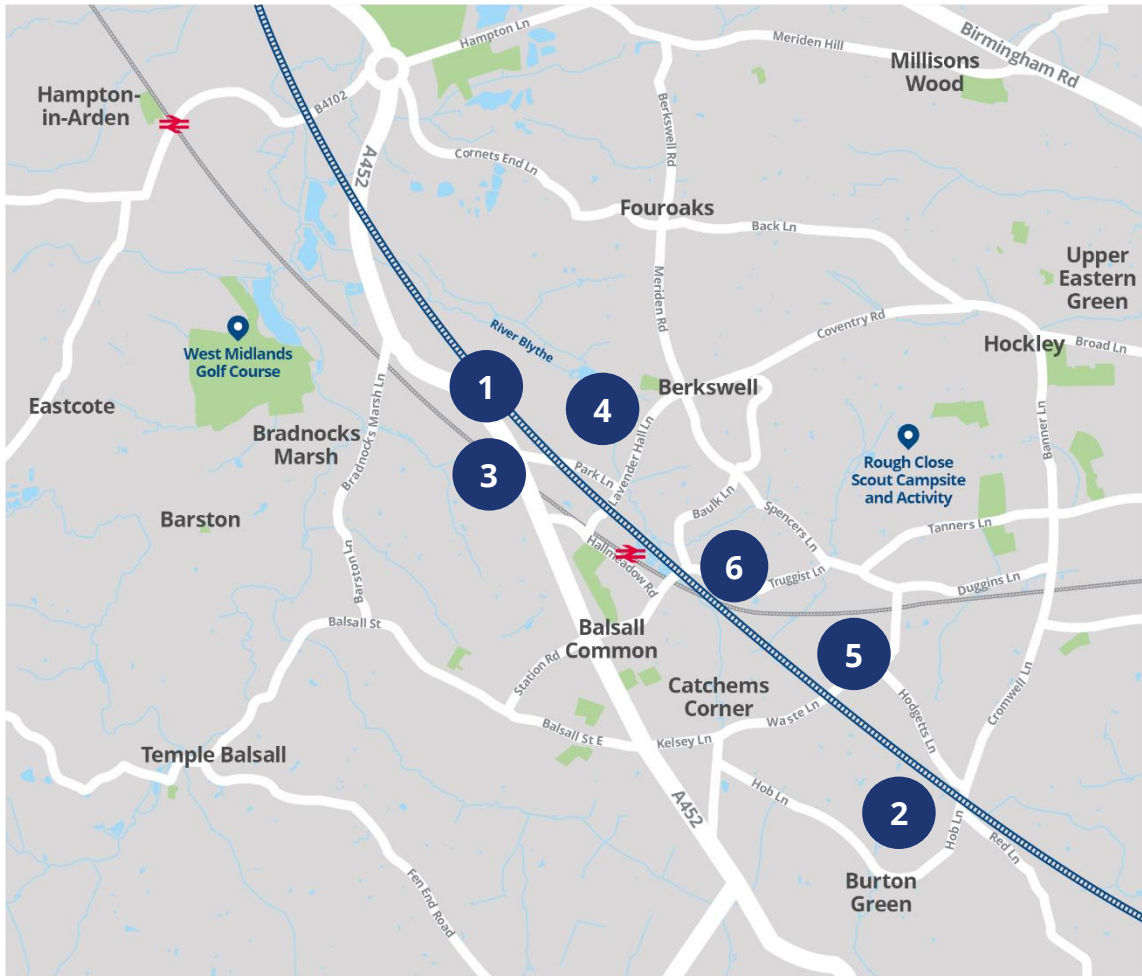 Hampton Ln
Meriden Hill
Birmingham Rd
Millisons
Wood
Hampton-
in-Arden
B4102
A452
Berkswell Rd
Cornets End Ln
Fouroaks
Back Ln
Upper
Eastern
Green
Meriden Rd
Coventry Rd
River Blythe
West Midlands
Golf Course
Hockley
Broad Ln
1
4
Berkswell
Eastcote
Bradnocks Marsh Ln
Bradnocks
Marsh
Lavender Hall Ln
Banner Ln
3
Park Ln
Rough Close
Scout Campsite
and Activity
Baulk Ln
Spencers Ln
Barston
Tanners Ln
Hallmeadow Rd
6
Truggist Ln
Duggins Ln
Barston Ln
Balsall St
Balsall
Common
5
Station Rd
Catchems
Corner
Waste Ln
Hodgetts Ln
Cromwell Ln
Balsall St E
Kelsey Ln
Temple Balsall
A452
Hob Ln
2
Hob Ln
Red Ln
Burton
Green
Fen End Road